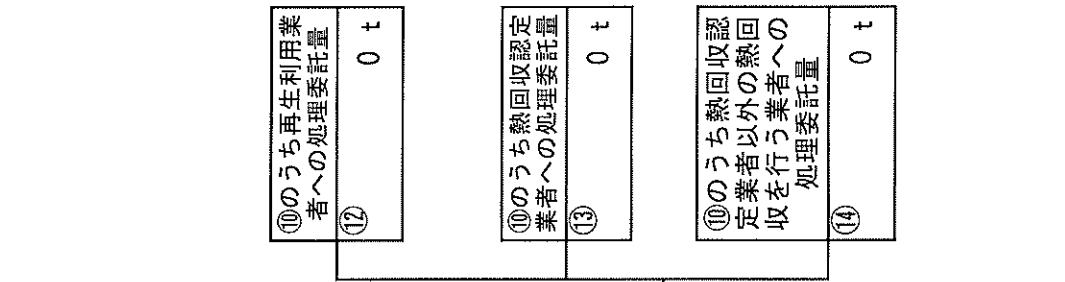 ⑩のうち再生利用業
者への処理委託量
⑫
0 t
⑩のうち熱回収認定
業者への処理委託量
⑬
0 t
⑩のうち熱回収認
定業者以外の熱回
収を行う業者への
処理委託量
⑭
0 t